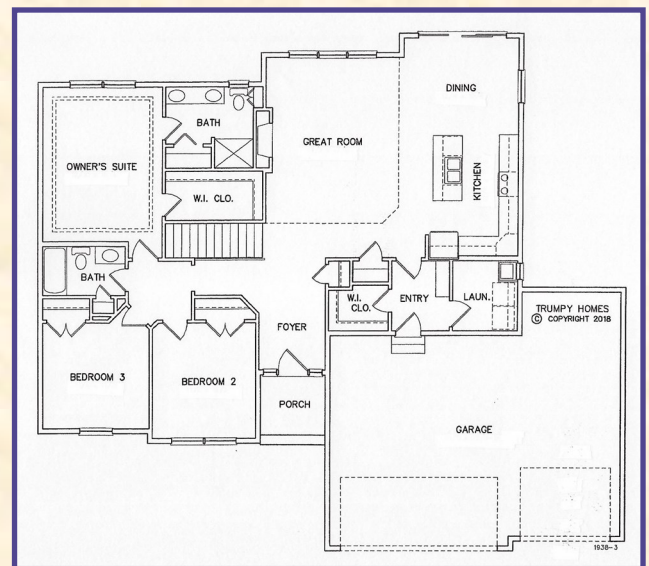 DINING
GREAT ROOM
KITCHEN
BATH
OWNER'S SUITE
W.I. CLO.
BATH
W.I.
CLO.
ENTRY
LAUN.
TRUMPY HOMES
© COPYRIGHT 2018
FOYER
BEDROOM 3
BEDROOM 2
PORCH
GARAGE
1938-3